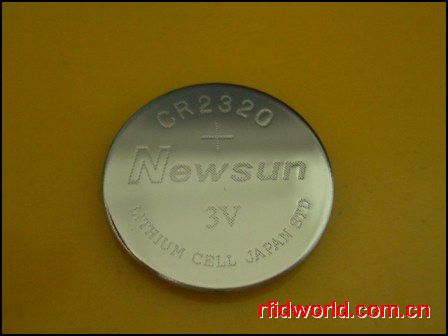 CR2320
+
Newsun
3V
LITHIUM CELL JAPAN STD
rfidworld.com.cn